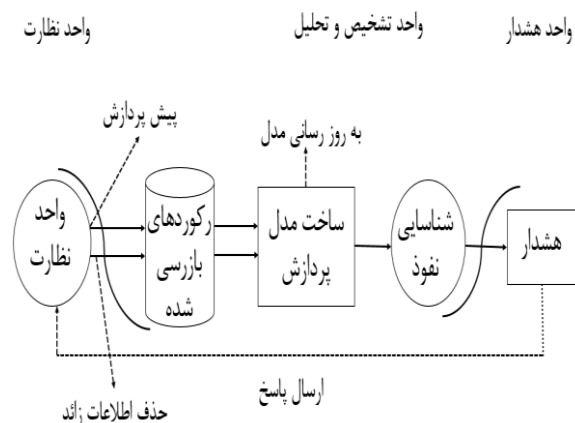 واحد هشدار
واحد تشخیص و تحلیل
واحد نظارت
پیش پردازش
به روز رسانی مدل
واحد
نظارت
رکوردهای
بازرسی
شده
ساخت مدل
پردازش
شناسایی
نفوذ
هشدار
ارسال پاسخ
حذف اطلاعات زائد